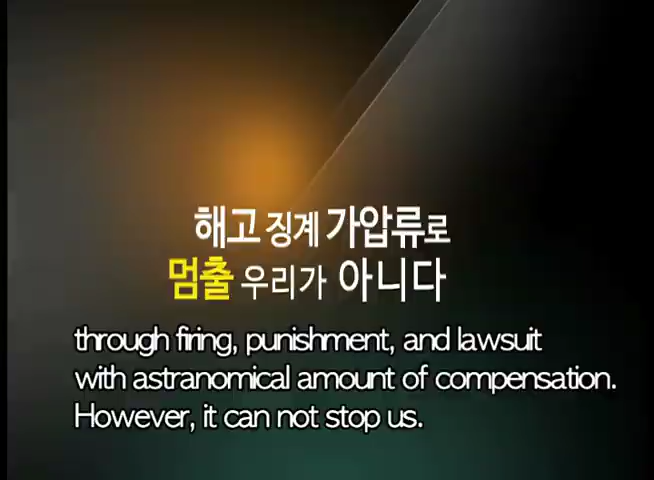 해고 징계 가압류로
멈출 우리가 아니다
through firing, punishment, and lawsuit
with astranomical amount of compensation.
However, it can not stop us.